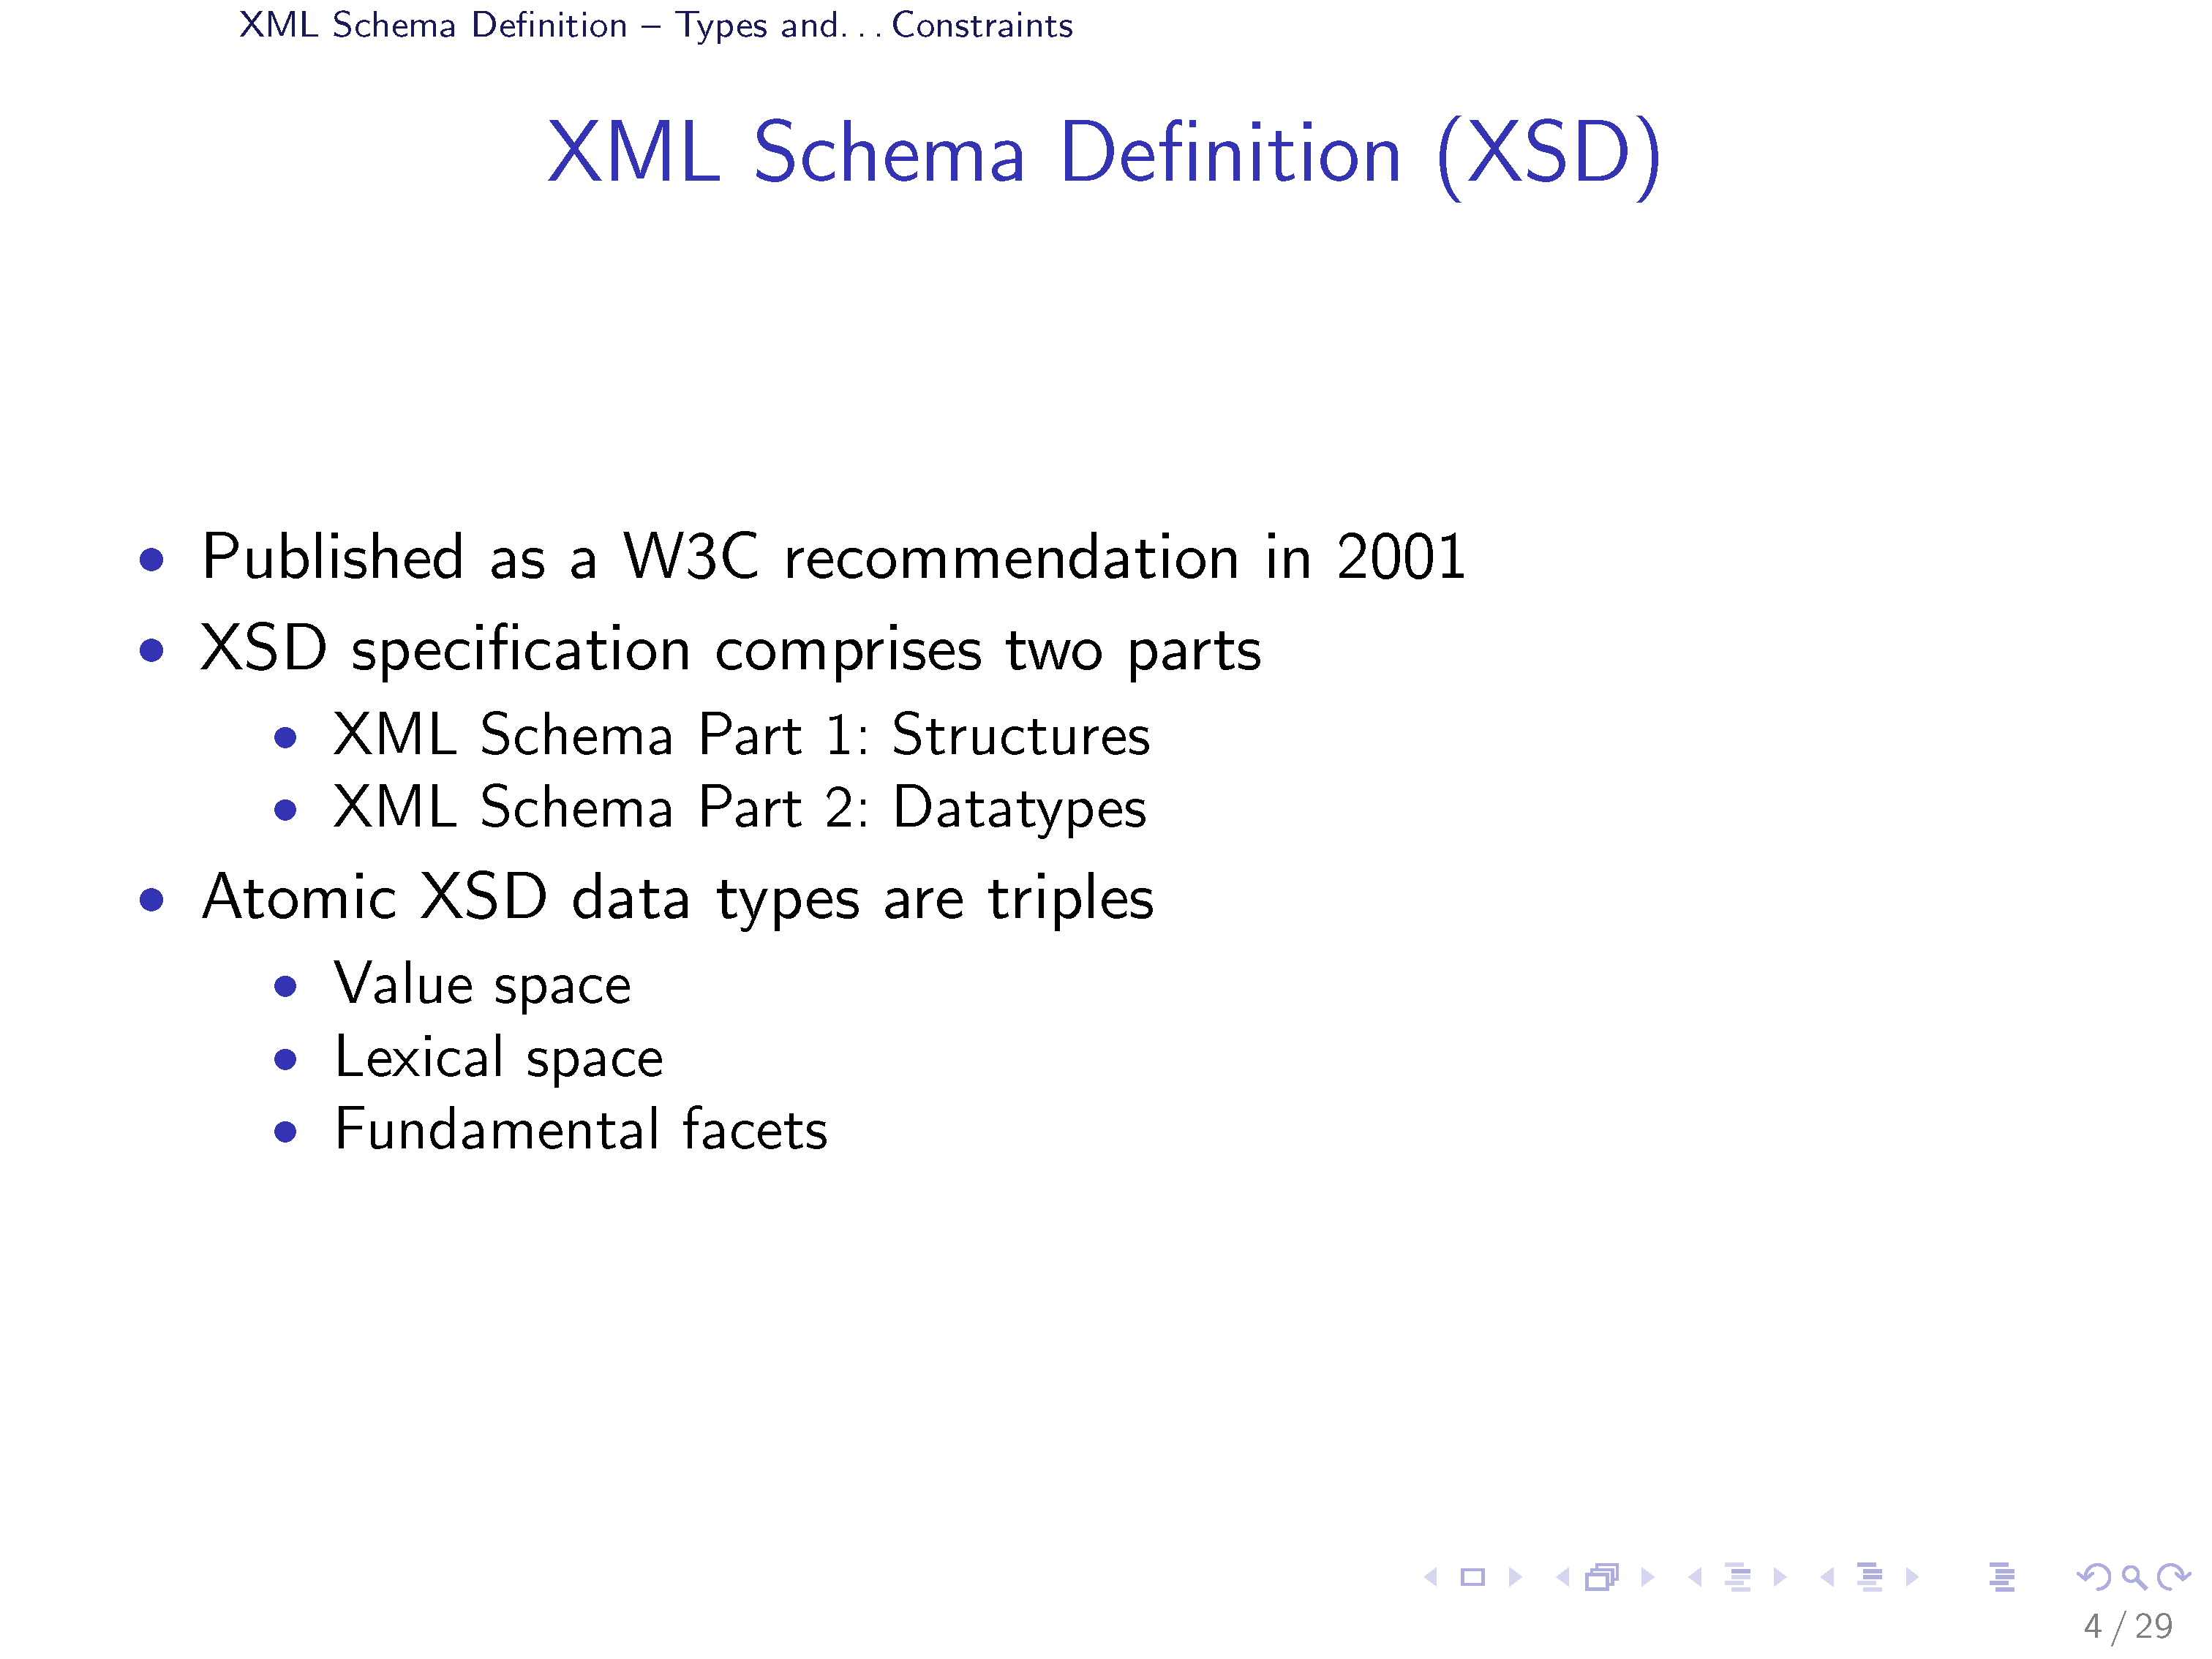 XML Schema Definition – Types and. . . Constraints
XML Schema Definition (XSD)
• Published as a W3C recommendation in 2001
• XSD specification comprises two parts
• XML Schema Part 1: Structures
• XML Schema Part 2: Datatypes
• Atomic XSD data types are triples
• Value space
• Lexical space
• Fundamental facets
4 / 29